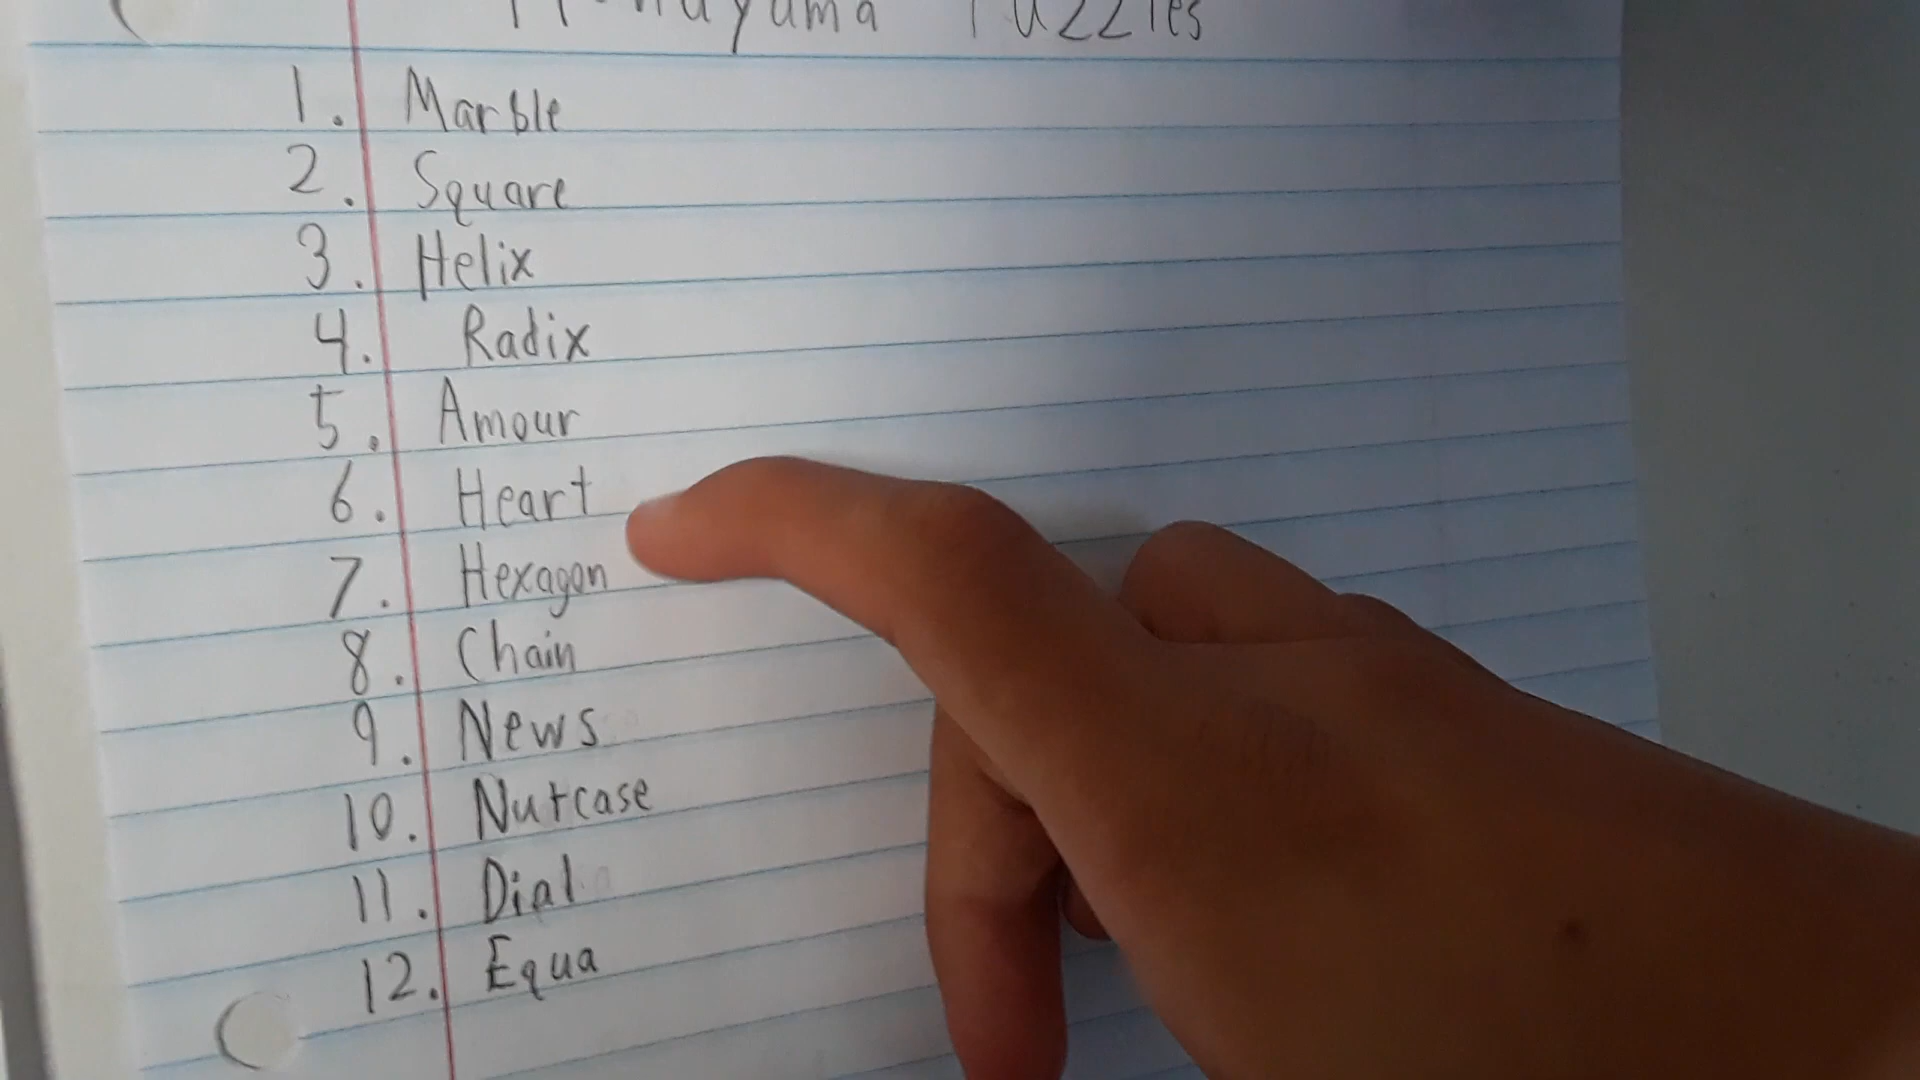 Puzzles
1. Marble
2. Square
3. Helix
4. Radix
5. Amour
6. Heart
7. Hexagon
8. Chain
9. News
10. Nutcase
11. Dial
12. Equa